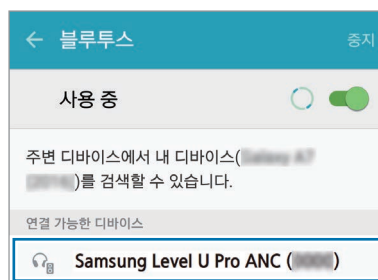 블루투스 중지
사용 중
주변 디바이스에서 내 디바이스(
)를 검색할 수 있습니다.
연결 가능한 디바이스
Samsung Level U Pro ANC ( )